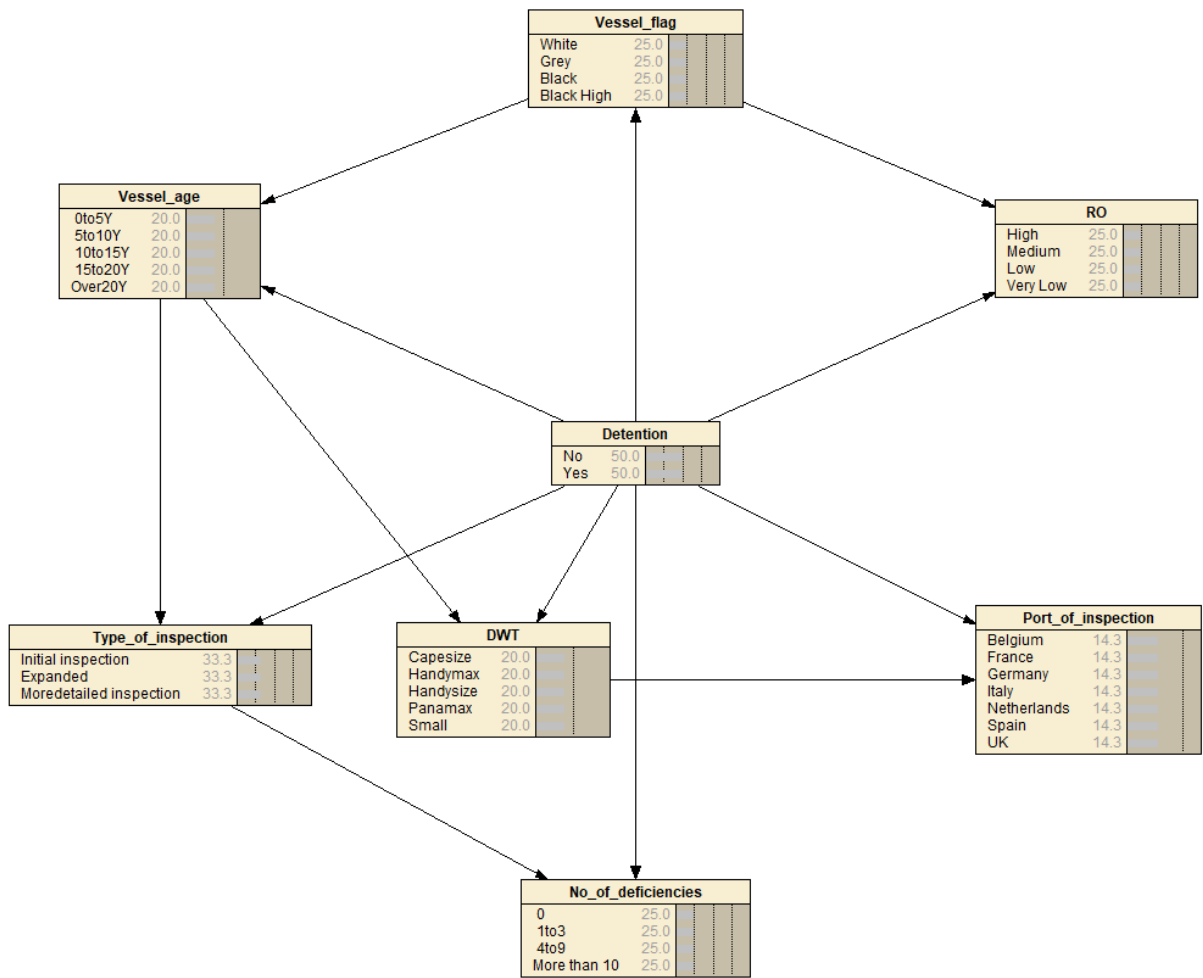 Vessel_flag
White 25.0
Grey 25.0
Black 25.0
Black High 25.0
Vessel_age
0to5Y 20.0
5to10Y 20.0
10to15Y 20.0
15to20Y 20.0
Over20Y 20.0
RO
High 25.0
Medium 25.0
Low 25.0
Very Low 25.0
Detention
No 50.0
Yes 50.0
Type_of_inspection
Initial inspection 33.3
Expanded 33.3
Moredetailed inspection 33.3
DWT
Capesize 20.0
Handymax 20.0
Handysize 20.0
Panamax 20.0
Small 20.0
Port_of_inspection
Belgium 14.3
France 14.3
Germany 14.3
Italy 14.3
Netherlands 14.3
Spain 14.3
UK 14.3
No_of_deficiencies
0 25.0
1to3 25.0
4to9 25.0
More than 10 25.0